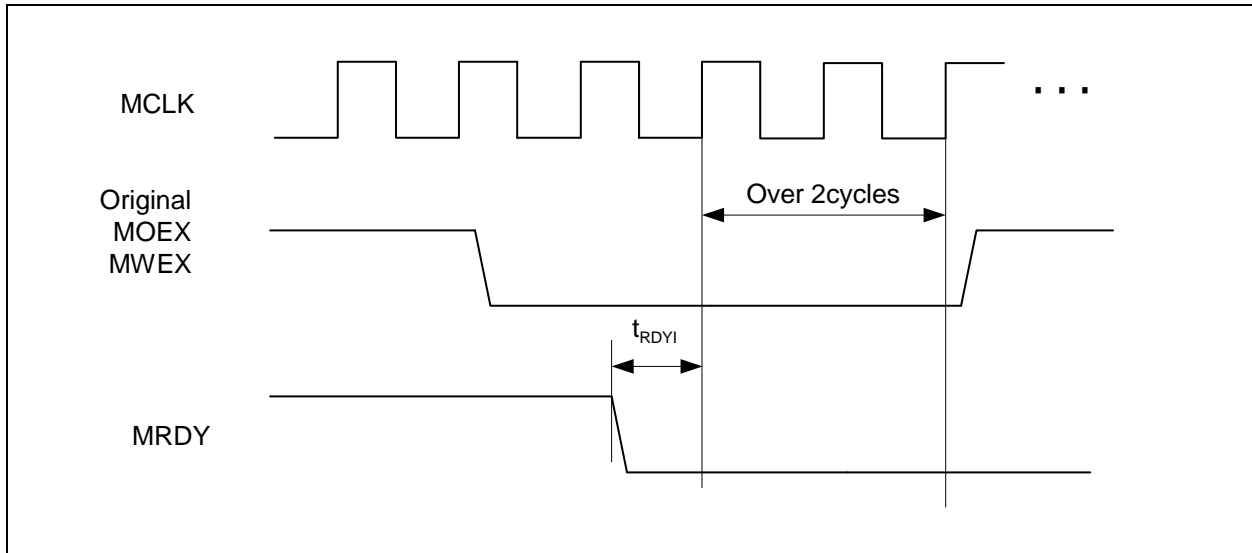 MCLK
. . .
Original
MOEX
MWEX
Over 2cycles
tRDYI
MRDY